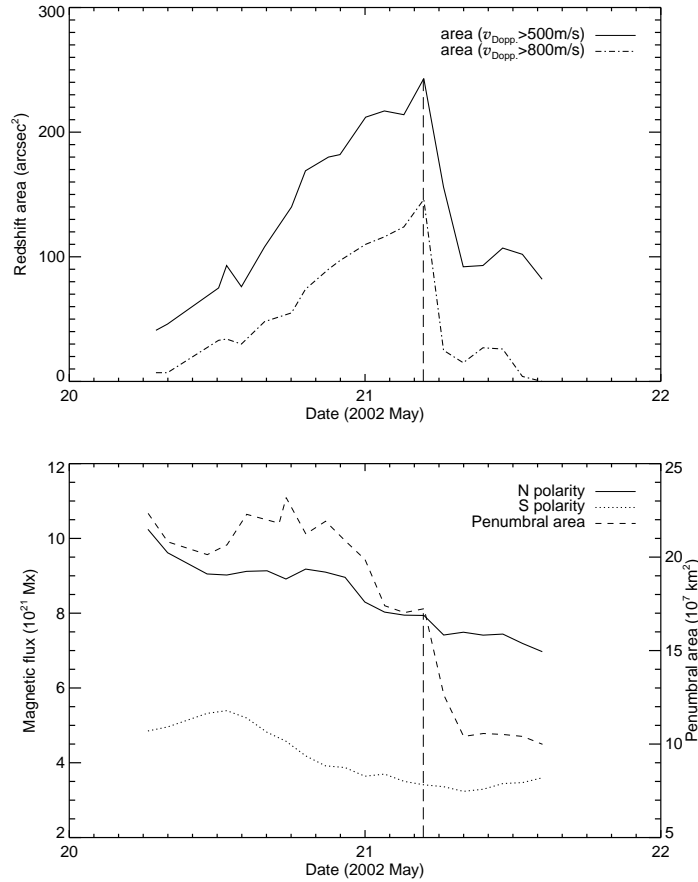 300
200
100
0
Redshift area (arcsec²)
area (v_Dopp.>500m/s)
area (v_Dopp.>800m/s)
20
21
22
Date (2002 May)
12
10
8
6
4
2
Magnetic flux (10²¹ Mx)
N polarity
S polarity
Penumbral area
25
20
15
10
5
Penumbral area (10⁷ km²)
20
21
22
Date (2002 May)